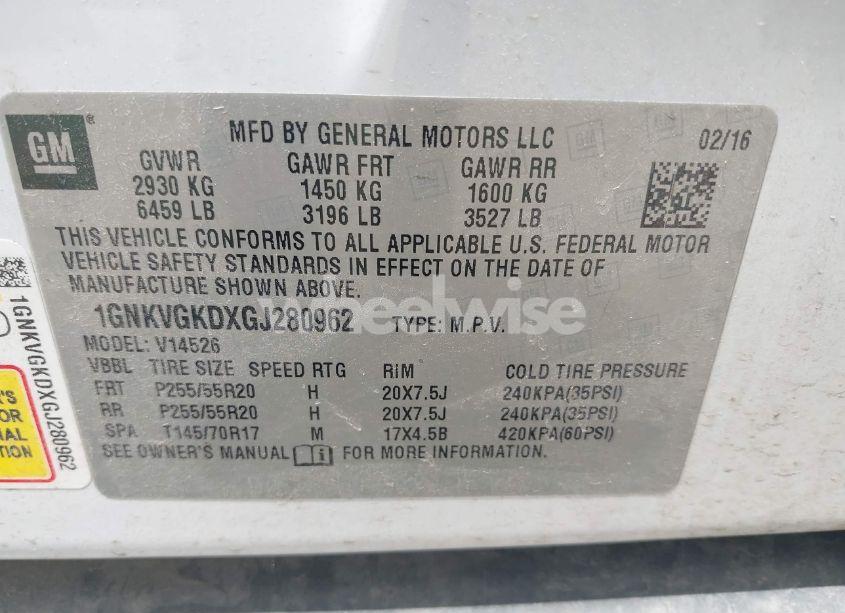 GM
MFD BY GENERAL MOTORS LLC 02/16
GVWR GAWR FRT GAWR RR
2930 KG 1450 KG 1600 KG
6459 LB 3196 LB 3527 LB
THIS VEHICLE CONFORMS TO ALL APPLICABLE U.S. FEDERAL MOTOR
VEHICLE SAFETY STANDARDS IN EFFECT ON THE DATE OF
MANUFACTURE SHOWN ABOVE.
1GNKVGKDXGJ280962 TYPE: M.P.V.
MODEL: V14526
VBBL TIRE SIZE SPEED RTG RIM COLD TIRE PRESSURE
FRT P255/55R20 H 20X7.5J 240KPA(35PSI)
RR P255/55R20 H 20X7.5J 240KPA(35PSI)
SPA T145/70R17 M 17X4.5B 420KPA(60PSI)
SEE OWNER'S MANUAL FOR MORE INFORMATION.
wheelwise
1GNKVGKDXGJ280962